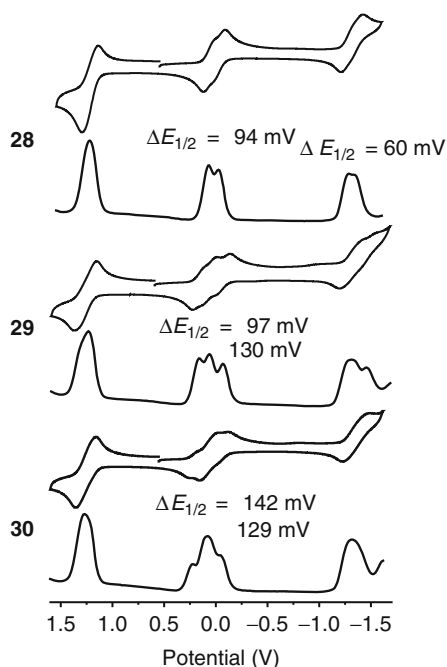 28
ΔE1/2 = 94 mV
ΔE1/2 = 60 mV
29
ΔE1/2 = 97 mV
130 mV
30
ΔE1/2 = 142 mV
129 mV
1.5 1.0 0.5 0.0 −0.5 −1.0 −1.5
Potential (V)